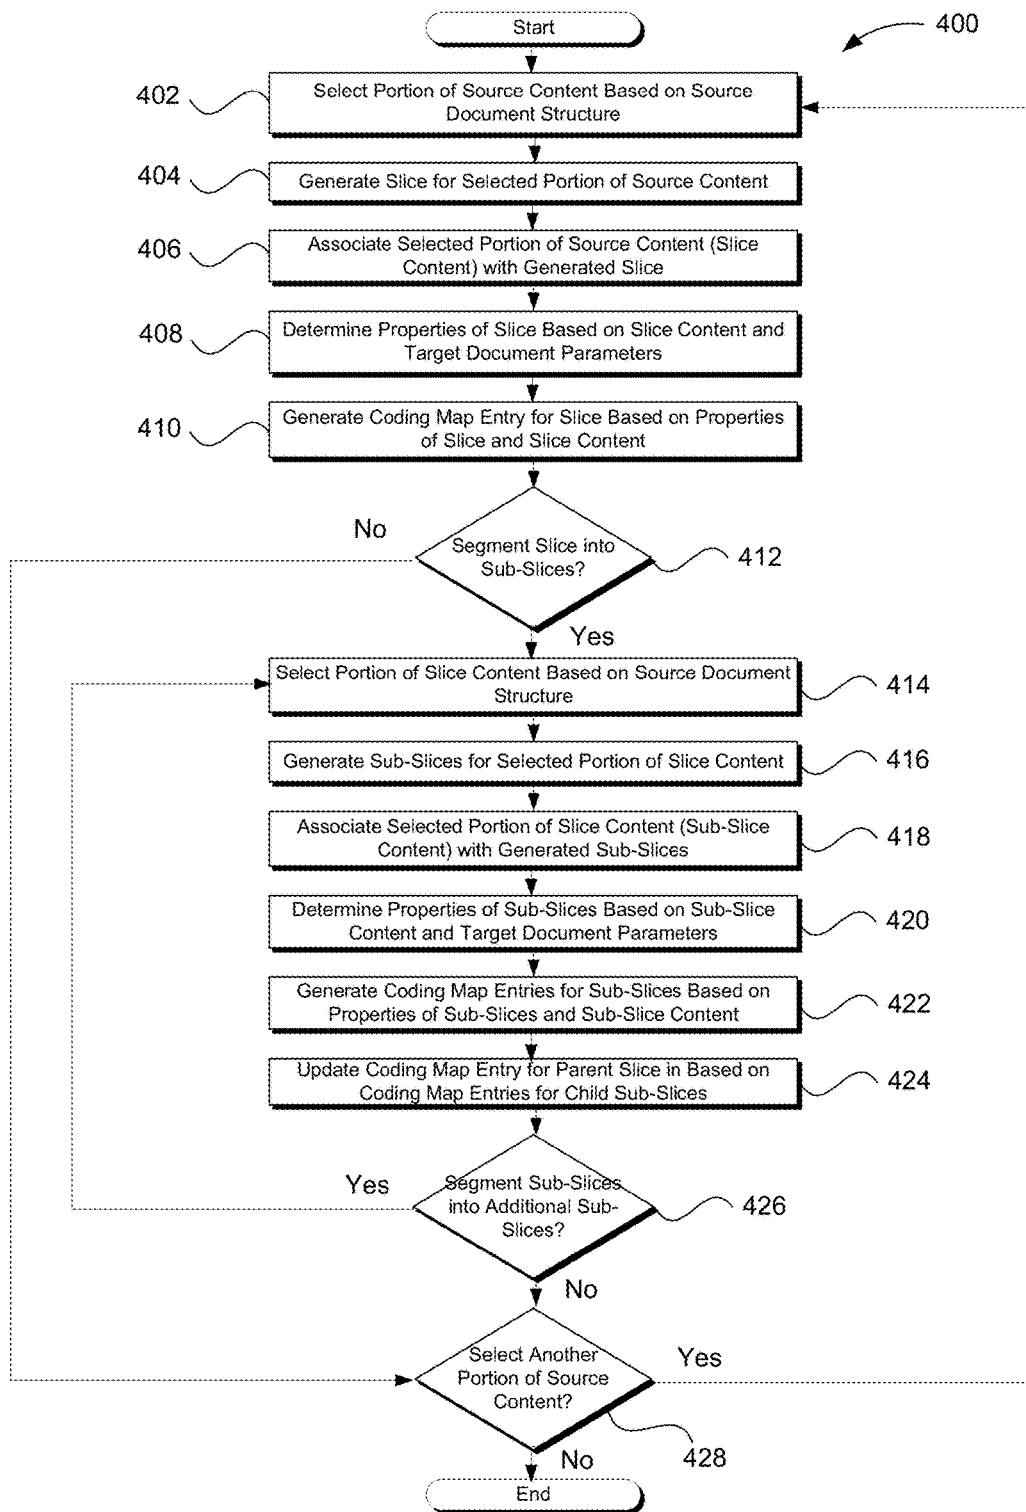 Start
400
402
Select Portion of Source Content Based on Source
Document Structure
404
Generate Slice for Selected Portion of Source Content
406
Associate Selected Portion of Source Content (Slice
Content) with Generated Slice
408
Determine Properties of Slice Based on Slice Content and
Target Document Parameters
410
Generate Coding Map Entry for Slice Based on Properties
of Slice and Slice Content
No
Segment Slice into
Sub-Slices?
412
Yes
Select Portion of Slice Content Based on Source Document
Structure
414
Generate Sub-Slices for Selected Portion of Slice Content
416
Associate Selected Portion of Slice Content (Sub-Slice
Content) with Generated Sub-Slices
418
Determine Properties of Sub-Slices Based on Sub-Slice
Content and Target Document Parameters
420
Generate Coding Map Entries for Sub-Slices Based on
Properties of Sub-Slices and Sub-Slice Content
422
Update Coding Map Entry for Parent Slice in Based on
Coding Map Entries for Child Sub-Slices
424
Yes
Segment Sub-Slices
into Additional Sub-
Slices?
426
No
Select Another
Portion of Source
Content?
Yes
428
No
End